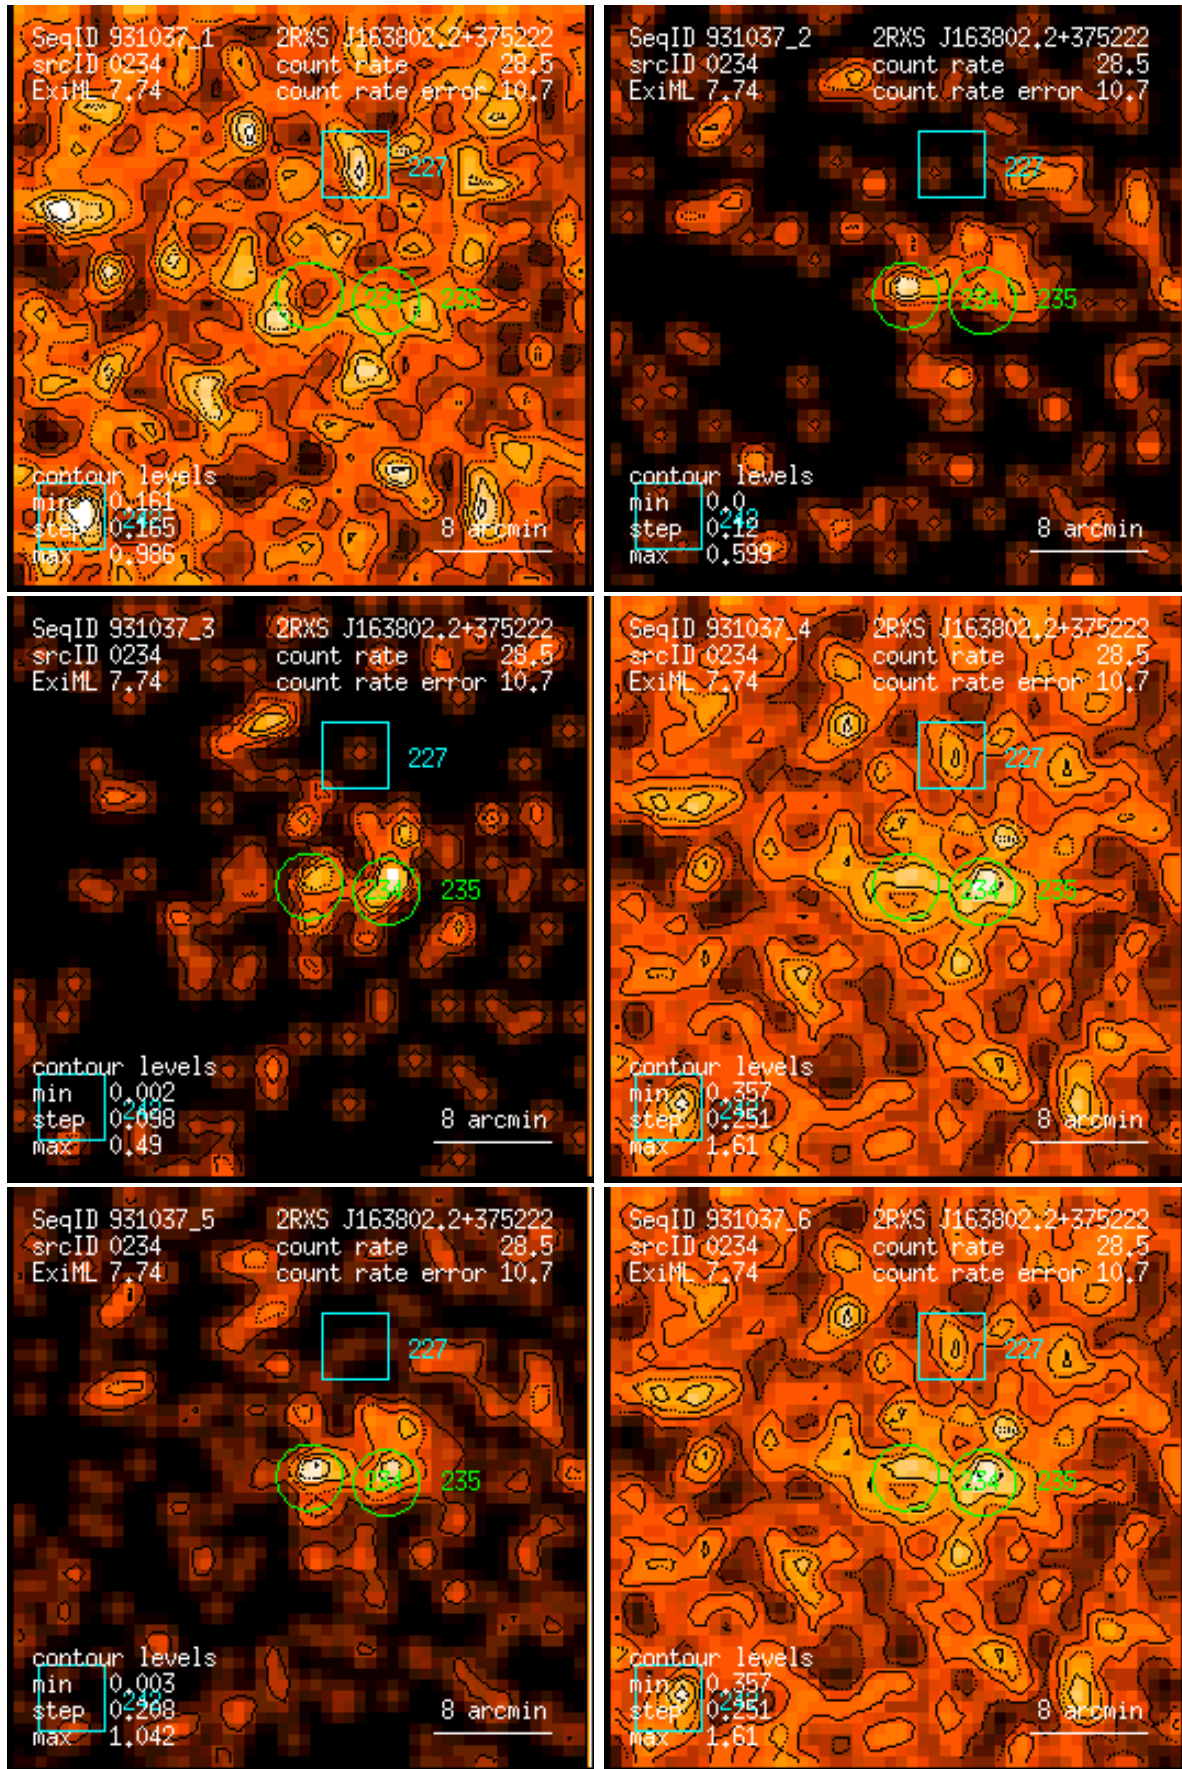 SeqID 931037_1 2RXS J163802.2+375222
srcID 0234 count rate 28.5
ExiML 7.74 count rate error 10.7
227
234 235
contour levels
min 0.161
step 0.165 242
max 0.986
8 arcmin
SeqID 931037_2 2RXS J163802.2+375222
srcID 0234 count rate 28.5
ExiML 7.74 count rate error 10.7
227
234 235
contour levels
min 0.0
step 0.12 242
max 0.599
8 arcmin
SeqID 931037_3 2RXS J163802.2+375222
srcID 0234 count rate 28.5
ExiML 7.74 count rate error 10.7
227
234 235
contour levels
min 0.002
step 0.098 242
max 0.49
8 arcmin
SeqID 931037_4 2RXS J163802.2+375222
srcID 0234 count rate 28.5
ExiML 7.74 count rate error 10.7
227
234 235
contour levels
min 0.357
step 0.251 242
max 1.61
8 arcmin
SeqID 931037_5 2RXS J163802.2+375222
srcID 0234 count rate 28.5
ExiML 7.74 count rate error 10.7
227
234 235
contour levels
min 0.003
step 0.208 242
max 1.042
8 arcmin
SeqID 931037_6 2RXS J163802.2+375222
srcID 0234 count rate 28.5
ExiML 7.74 count rate error 10.7
227
234 235
contour levels
min 0.357
step 0.251 242
max 1.61
8 arcmin